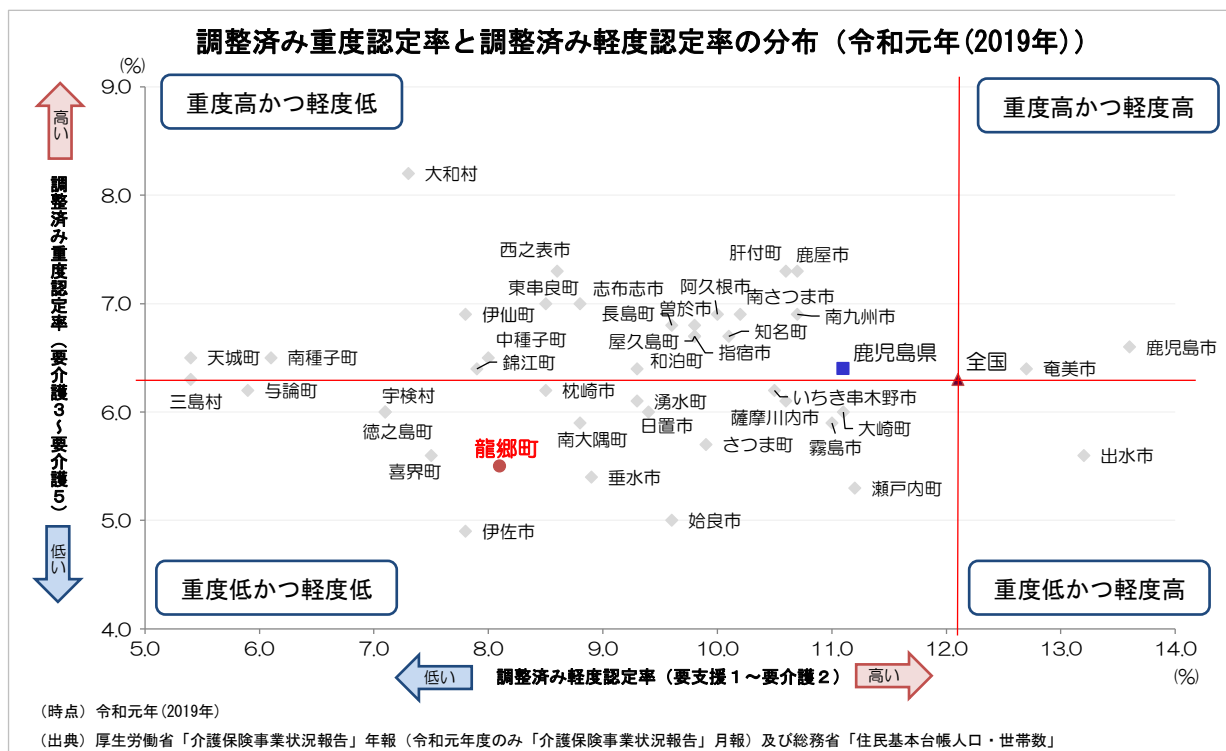 調整済み重度認定率と調整済み軽度認定率の分布（令和元年(2019年)）
(%)
9.0
重度高かつ軽度低
重度高かつ軽度高
高い
大和村
8.0
調整済み重度認定率（要介護３～要介護５）
西之表市
肝付町
鹿屋市
東串良町
志布志市
阿久根市
7.0
伊仙町
長島町
曽於市
南さつま市
南九州市
中種子町
屋久島町
知名町
天城町
南種子町
錦江町
和泊町
指宿市
鹿児島県
全国
奄美市
鹿児島市
三島村
与論町
宇検村
枕崎市
湧水町
いちき串木野市
6.0
徳之島町
南大隅町
日置市
薩摩川内市
大崎町
喜界町
龍郷町
さつま町
霧島市
出水市
垂水市
瀬戸内町
5.0
伊佐市
姶良市
低い
重度低かつ軽度低
重度低かつ軽度高
4.0
5.0 6.0 7.0 8.0 9.0 10.0 11.0 12.0 13.0 14.0
低い
調整済み軽度認定率（要支援１～要介護２）
高い
(%)
（時点）令和元年(2019年)
（出典）厚生労働省「介護保険事業状況報告」年報（令和元年度のみ「介護保険事業状況報告」月報）及び総務省「住民基本台帳人口・世帯数」